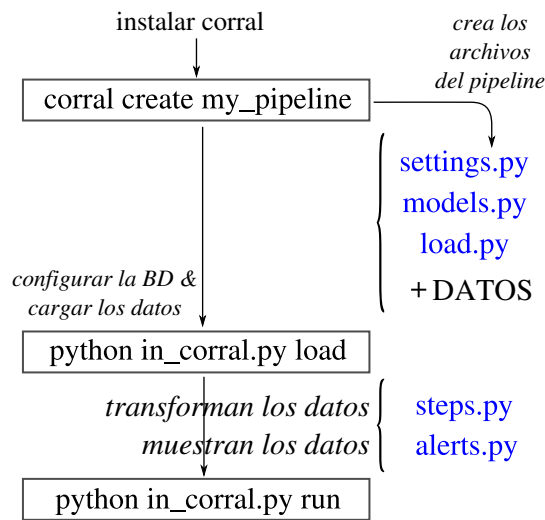 instalar corral
crea los
archivos
del pipeline
corral create my_pipeline
settings.py
models.py
load.py
+ DATOS
configurar la BD &
cargar los datos
python in_corral.py load
transforman los datos
steps.py
muestran los datos
alerts.py
python in_corral.py run